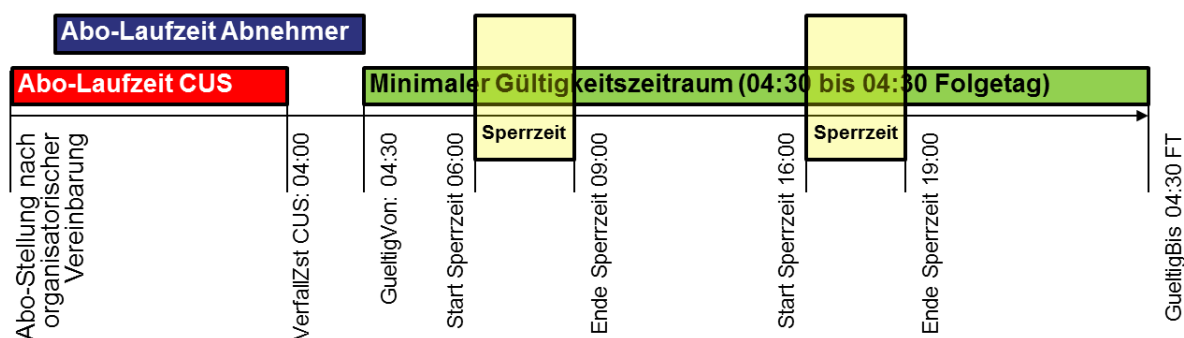 Abo-Laufzeit Abnehmer
Abo-Laufzeit CUS
Minimaler Gültigkeitszeitraum (04:30 bis 04:30 Folgetag)
Sperrzeit
Sperrzeit
Abo-Stellung nach
organisatorischer
Vereinbarung
VerfallZst CUS: 04:00
GueltigVon: 04:30
Start Sperrzeit 06:00
Ende Sperrzeit 09:00
Start Sperrzeit 16:00
Ende Sperrzeit 19:00
GueltigBis 04:30 FT